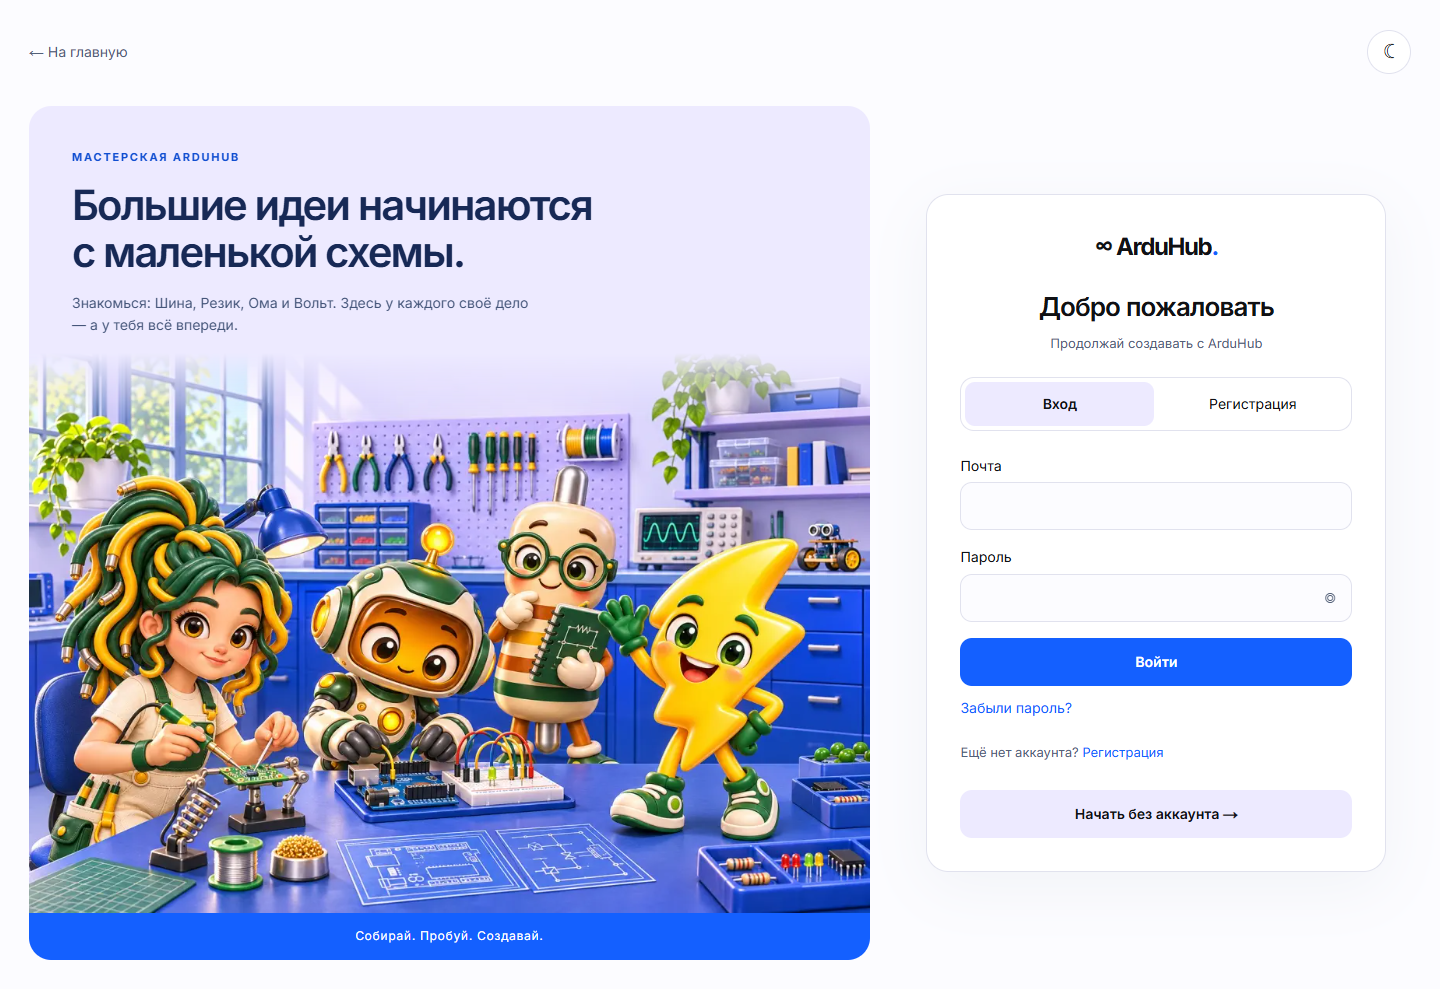 ← На главную
МАСТЕРСКАЯ ARDUHUB
Большие идеи начинаются
с маленькой схемы.
Знакомься: Шина, Резик, Ома и Вольт. Здесь у каждого своё дело
— а у тебя всё впереди.
Собирай. Пробуй. Создавай.
∞ ArduHub.
Добро пожаловать
Продолжай создавать с ArduHub
Вход
Регистрация
Почта
Пароль
Войти
Забыли пароль?
Ещё нет аккаунта? Регистрация
Начать без аккаунта →